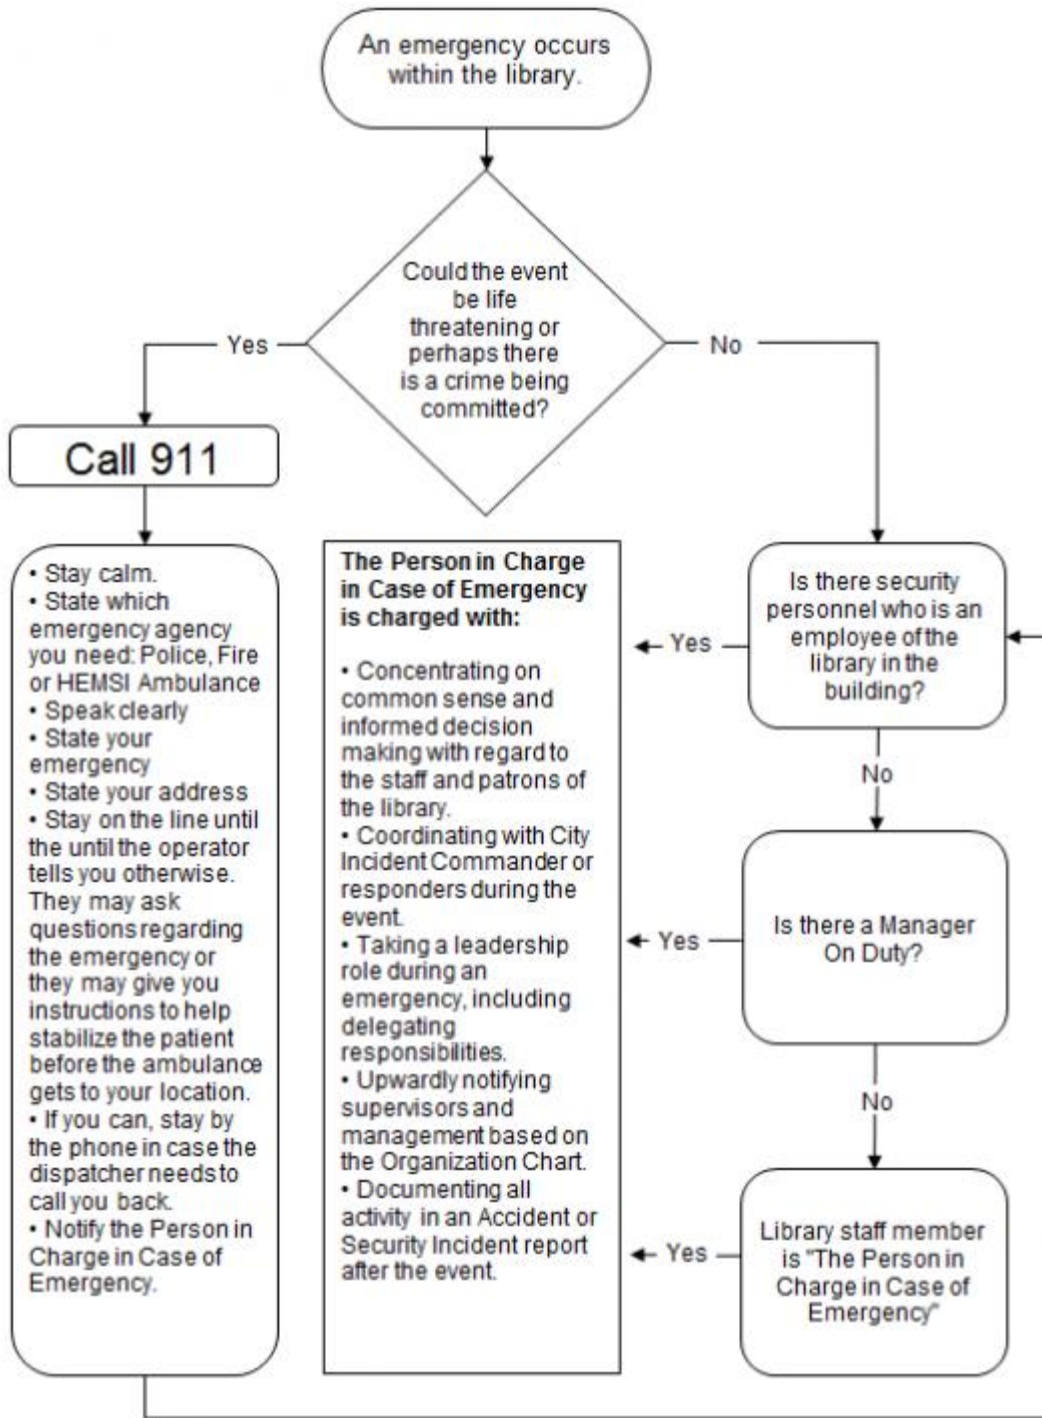 An emergency occurs
within the library.
Could the event
be life
threatening or
perhaps there
is a crime being
committed?
Yes
No
Call 911
• Stay calm.
• State which
emergency agency
you need: Police, Fire
or HEMSI Ambulance
• Speak clearly
• State your
emergency
• State your address
• Stay on the line until
the until the operator
tells you otherwise.
They may ask
questions regarding
the emergency or
they may give you
instructions to help
stabilize the patient
before the ambulance
gets to your location.
• If you can, stay by
the phone in case the
dispatcher needs to
call you back.
• Notify the Person in
Charge in Case of
Emergency.
The Person in Charge
in Case of Emergency
is charged with:
• Concentrating on
common sense and
informed decision
making with regard to
the staff and patrons of
the library.
• Coordinating with City
Incident Commander or
responders during the
event.
• Taking a leadership
role during an
emergency, including
delegating
responsibilities.
• Upwardly notifying
supervisors and
management based on
the Organization Chart.
• Documenting all
activity in an Accident or
Security Incident report
after the event.
Is there security
personnel who is an
employee of the
library in the
building?
Yes
No
Is there a Manager
On Duty?
Yes
No
Library staff member
is "The Person in
Charge in Case of
Emergency"
Yes